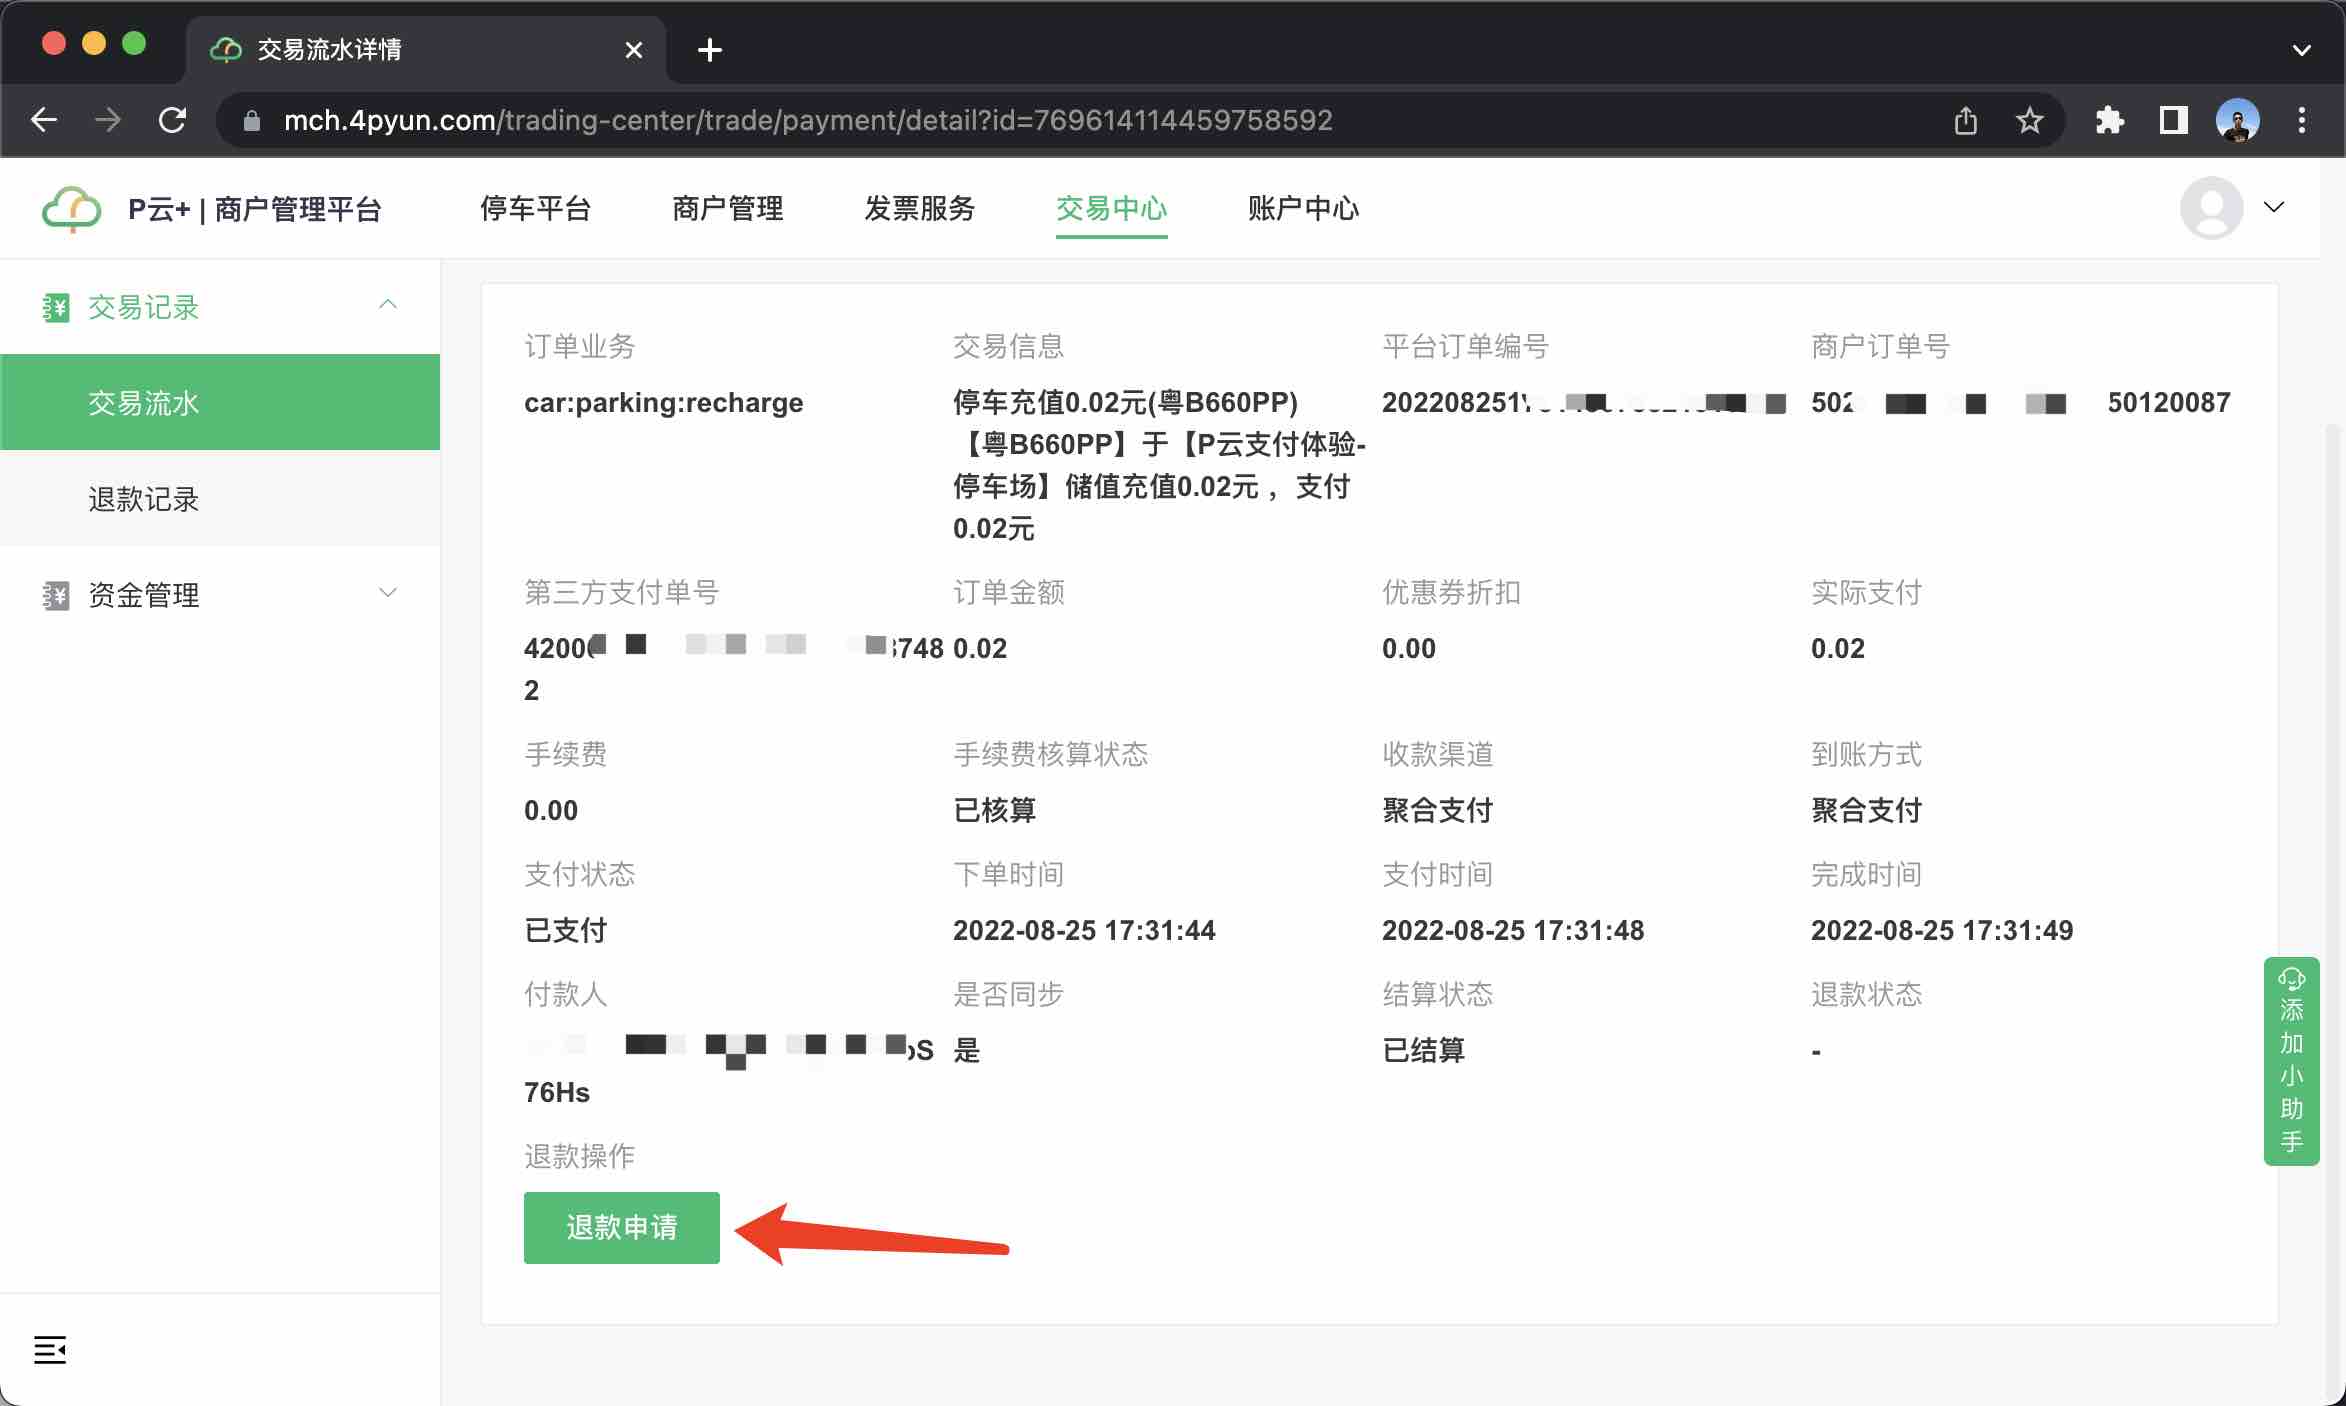 交易流水详情
mch.4pyun.com/trading-center/trade/payment/detail?id=769614114459758592
P云+ | 商户管理平台
停车平台
商户管理
发票服务
交易中心
账户中心
交易记录
交易流水
退款记录
资金管理
订单业务
car:parking:recharge
交易信息
停车充值0.02元(粤B660PP)
【粤B660PP】于【P云支付体验-
停车场】储值充值0.02元 ，支付
0.02元
平台订单编号
202208251
商户订单号
502 50120087
第三方支付单号
4200 748
2
订单金额
0.02
优惠券折扣
0.00
实际支付
0.02
手续费
0.00
手续费核算状态
已核算
收款渠道
聚合支付
到账方式
聚合支付
支付状态
已支付
下单时间
2022-08-25 17:31:44
支付时间
2022-08-25 17:31:48
完成时间
2022-08-25 17:31:49
付款人
S
76Hs
是否同步
是
结算状态
已结算
退款状态
-
退款操作
退款申请
添加小助手